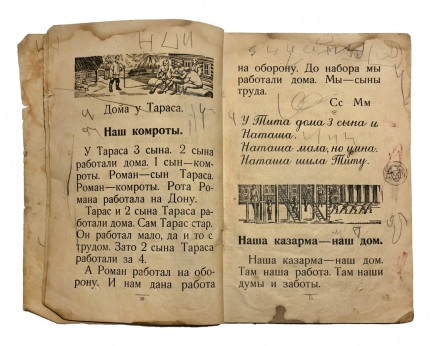 Дома у Тараса.
Наш комроты.
У Тараса 3 сына. 2 сына
работали дома. 1 сын—ком-
роты. Роман—сын Тараса.
Роман—комроты. Рота Ро-
мана работала на Дону.
Тарас и 2 сына Тараса ра-
ботали дома. Сам Тарас стар.
Он работал мало, да и то с
трудом. Зато 2 сына Тараса
работали за 4.
А Роман работал на обо-
рону. И нам дана работа
на оборону. До набора мы
работали дома. Мы—сыны
труда.
Сс Мм
У Тита дома 3 сына и
Наташа.
Наташа мала, но умна.
Наташа шила Титу.
Наша казарма—наш дом.
Наша казарма—наш дом.
Там наша работа. Там наши
думы и заботы.